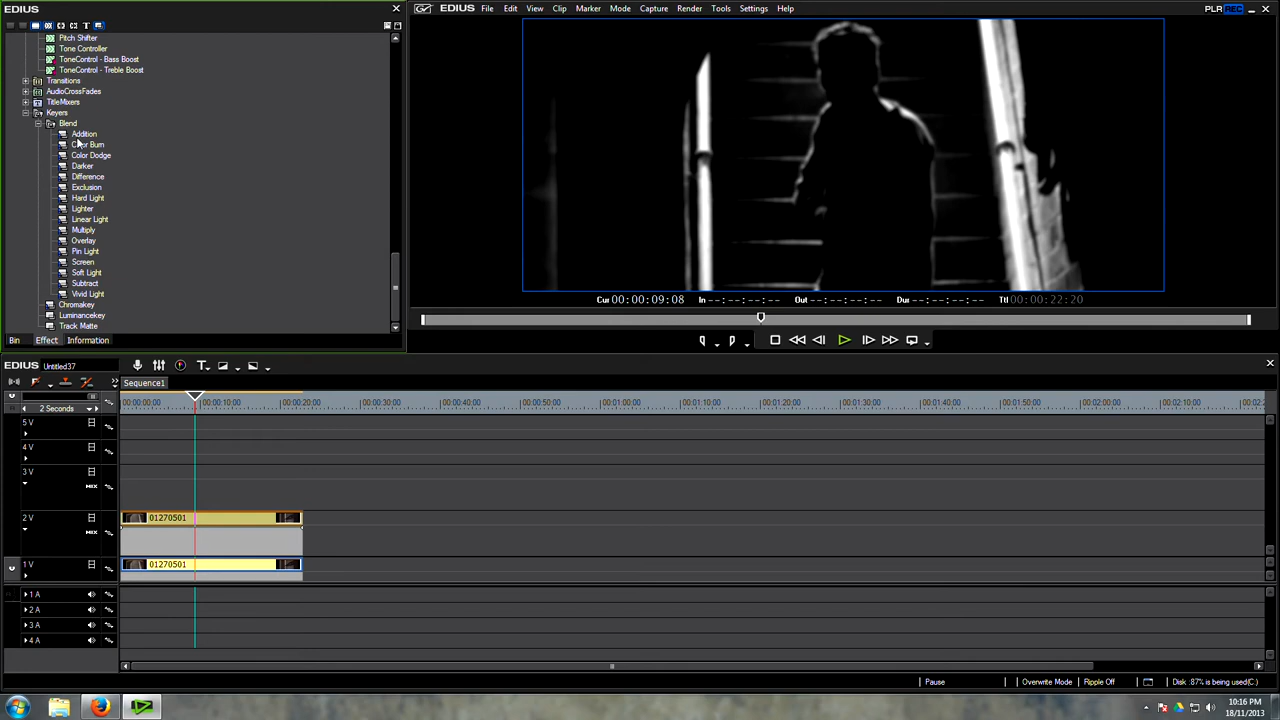 EDIUS
EDIUS File Edit View Clip Marker Mode Capture Render Tools Settings Help PLR REC
Pitch Shifter
Tone Controller
ToneControl - Bass Boost
ToneControl - Treble Boost
Transitions
AudioCrossFades
TitleMixers
Keyers
Blend
Addition
Color Burn
Color Dodge
Darker
Difference
Exclusion
Hard Light
Lighter
Linear Light
Multiply
Overlay
Pin Light
Screen
Soft Light
Subtract
Vivid Light
Chromakey
Luminancekey
Track Matte
Bin Effect Information
Cur 00:00:09:08 In --:--:--:-- Out --:--:--:-- Dur --:--:--:-- Ttl 00:00:22:20
EDIUS Untitled37
Sequence1
2 Seconds
00:00:00:00 00:00:10:00 00:00:20:00 00:00:30:00 00:00:40:00 00:00:50:00 00:01:00:00 00:01:10:00 00:01:20:00 00:01:30:00 00:01:40:00 00:01:50:00 00:02:00:00 00:02:10:00 00:02:2
5 V
4 V
3 V
MIX
2 V 01270501
MIX
1 V 01270501
1 A
2 A
3 A
4 A
Pause Overwrite Mode Ripple Off Disk :87% is being used(C:)
10:16 PM
18/11/2013